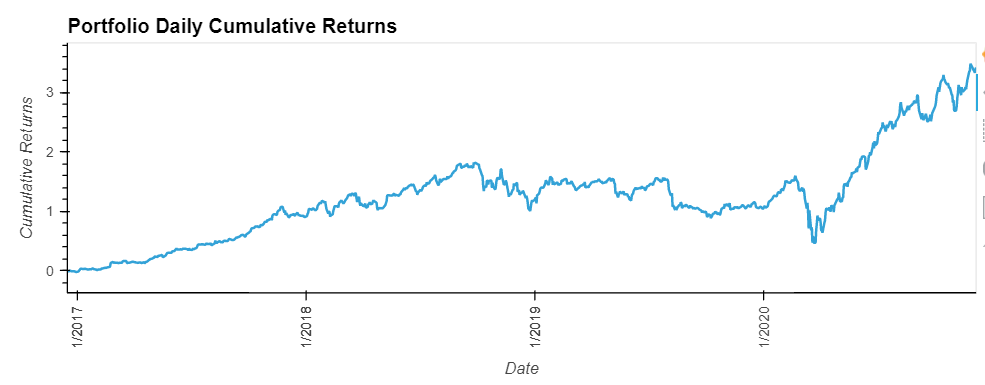 Portfolio Daily Cumulative Returns
Cumulative Returns
3
2
1
0
1/2017
1/2018
1/2019
1/2020
Date